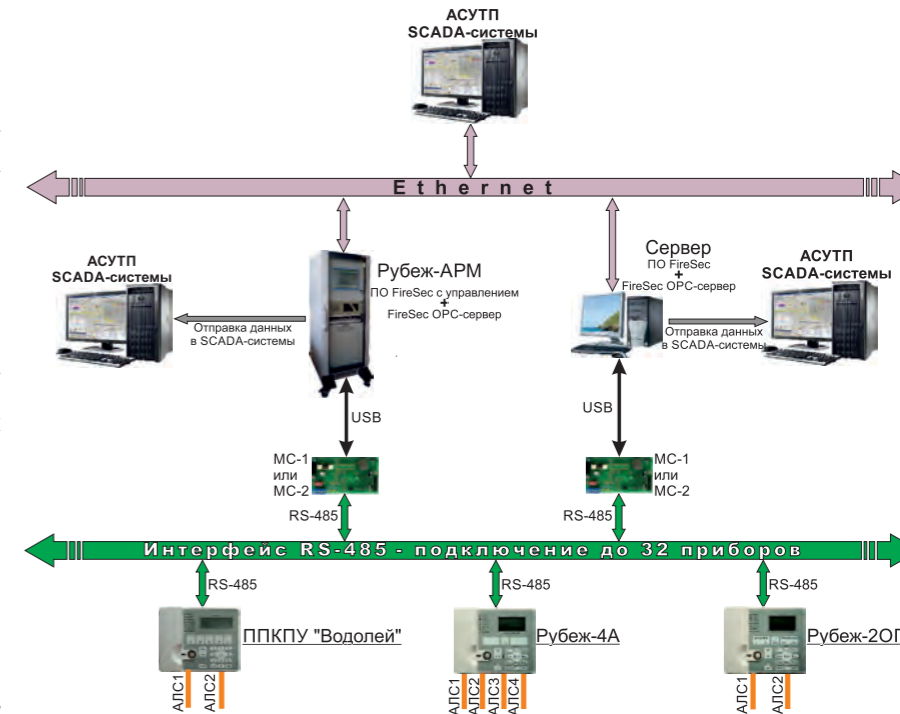 АСУТП
SCADA-системы
Ethernet
АСУТП
SCADA-системы
Рубеж-АРМ
ПО FireSec с управлением
+
FireSec OPC-сервер
Отправка данных
в SCADA-системы
Сервер
ПО FireSec
+
FireSec OPC-сервер
Отправка данных
в SCADA-системы
АСУТП
SCADA-системы
USB
USB
МС-1
или
МС-2
МС-1
или
МС-2
RS-485
RS-485
Интерфейс RS-485 - подключение до 32 приборов
RS-485
RS-485
RS-485
ППКПУ "Водолей"
Рубеж-4А
Рубеж-2ОП
АЛС1
АЛС2
АЛС1
АЛС2
АЛС3
АЛС4
АЛС1
АЛС2